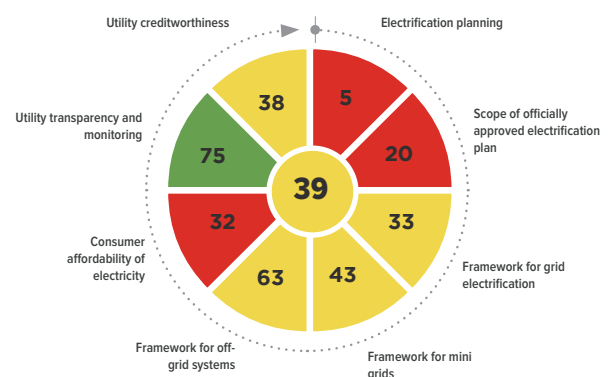 Utility creditworthiness
Electrification planning
38
5
Utility transparency and
monitoring
Scope of officially
approved electrification
plan
75
20
39
32
33
Consumer
affordability of
electricity
Framework for grid
electrification
63
43
Framework for off-
grid systems
Framework for mini
grids